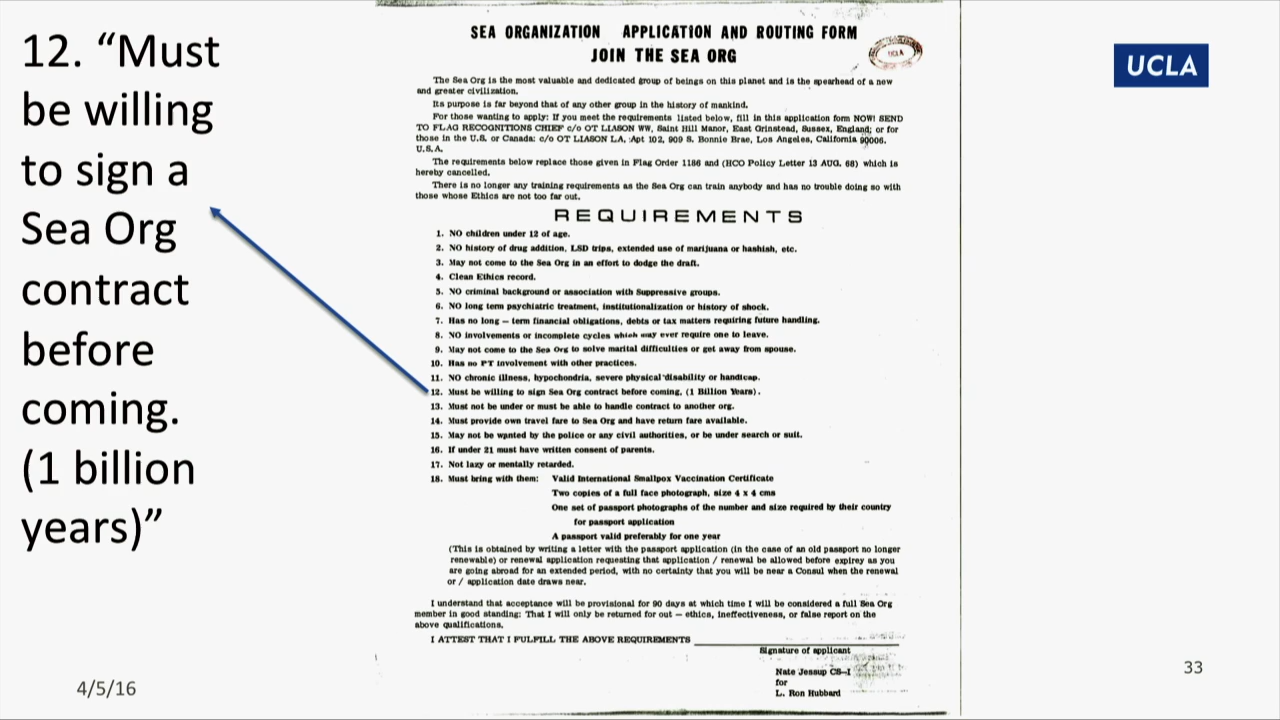 12. “Must
be willing
to sign a
Sea Org
contract
before
coming.
(1 billion
years)”
SEA ORGANIZATION APPLICATION AND ROUTING FORM
JOIN THE SEA ORG
UCLA
UCLA
The Sea Org is the most valuable and dedicated group of beings on this planet and is the spearhead of a new
and greater civilization.
Its purpose is far beyond that of any other group in the history of mankind.
For those wanting to apply: If you meet the requirements listed below, fill in this application form NOW! SEND
TO FLAG RECOGNITIONS CHIEF c/o OT LIASON WW, Saint Hill Manor, East Grinstead, Sussex, England; or for
those in the U.S. or Canada: c/o OT LIASON LA, Apt 102, 909 S. Bonnie Brae, Los Angeles, California 90006.
U.S.A.
The requirements below replace those given in Flag Order 1186 and (HCO Policy Letter 13 AUG. 68) which is
hereby cancelled.
There is no longer any training requirements as the Sea Org can train anybody and has no trouble doing so with
those whose Ethics are not too far out.
REQUIREMENTS
1. NO children under 12 of age.
2. NO history of drug addition, LSD trips, extended use of marijuana or hashish, etc.
3. May not come to the Sea Org in an effort to dodge the draft.
4. Clean Ethics record.
5. NO criminal background or association with Suppressive groups.
6. NO long term psychiatric treatment, institutionalization or history of shock.
7. Has no long — term financial obligations, debts or tax matters requiring future handling.
8. NO involvements or incomplete cycles which may ever require one to leave.
9. May not come to the Sea Org to solve marital difficulties or get away from spouse.
10. Has no PT involvement with other practices.
11. NO chronic illness, hypochondria, severe physical disability or handicap.
12. Must be willing to sign Sea Org contract before coming, (1 Billion Years).
13. Must not be under or must be able to handle contract to another org.
14. Must provide own travel fare to Sea Org and have return fare available.
15. May not be wanted by the police or any civil authorities, or be under search or suit.
16. If under 21 must have written consent of parents.
17. Not lazy or mentally retarded.
18. Must bring with them: Valid International Smallpox Vaccination Certificate
Two copies of a full face photograph, size 4 x 4 cms
One set of passport photographs of the number and size required by their country
for passport application
A passport valid preferably for one year
(This is obtained by writing a letter with the passport application (in the case of an old passport no longer
renewable) or renewal application requesting that application / renewal be allowed before expirey as you
are going abroad for an extended period, with no certainty that you will be near a Consul when the renewal
or / application date draws near.
I understand that acceptance will be provisional for 90 days at which time I will be considered a full Sea Org
member in good standing: That I will only be returned for out — ethics, ineffectiveness, or false report on the
above qualifications.
I ATTEST THAT I FULFILL THE ABOVE REQUIREMENTS
Signature of applicant
Nate Jessup CS-I
for
L. Ron Hubbard
4/5/16
33